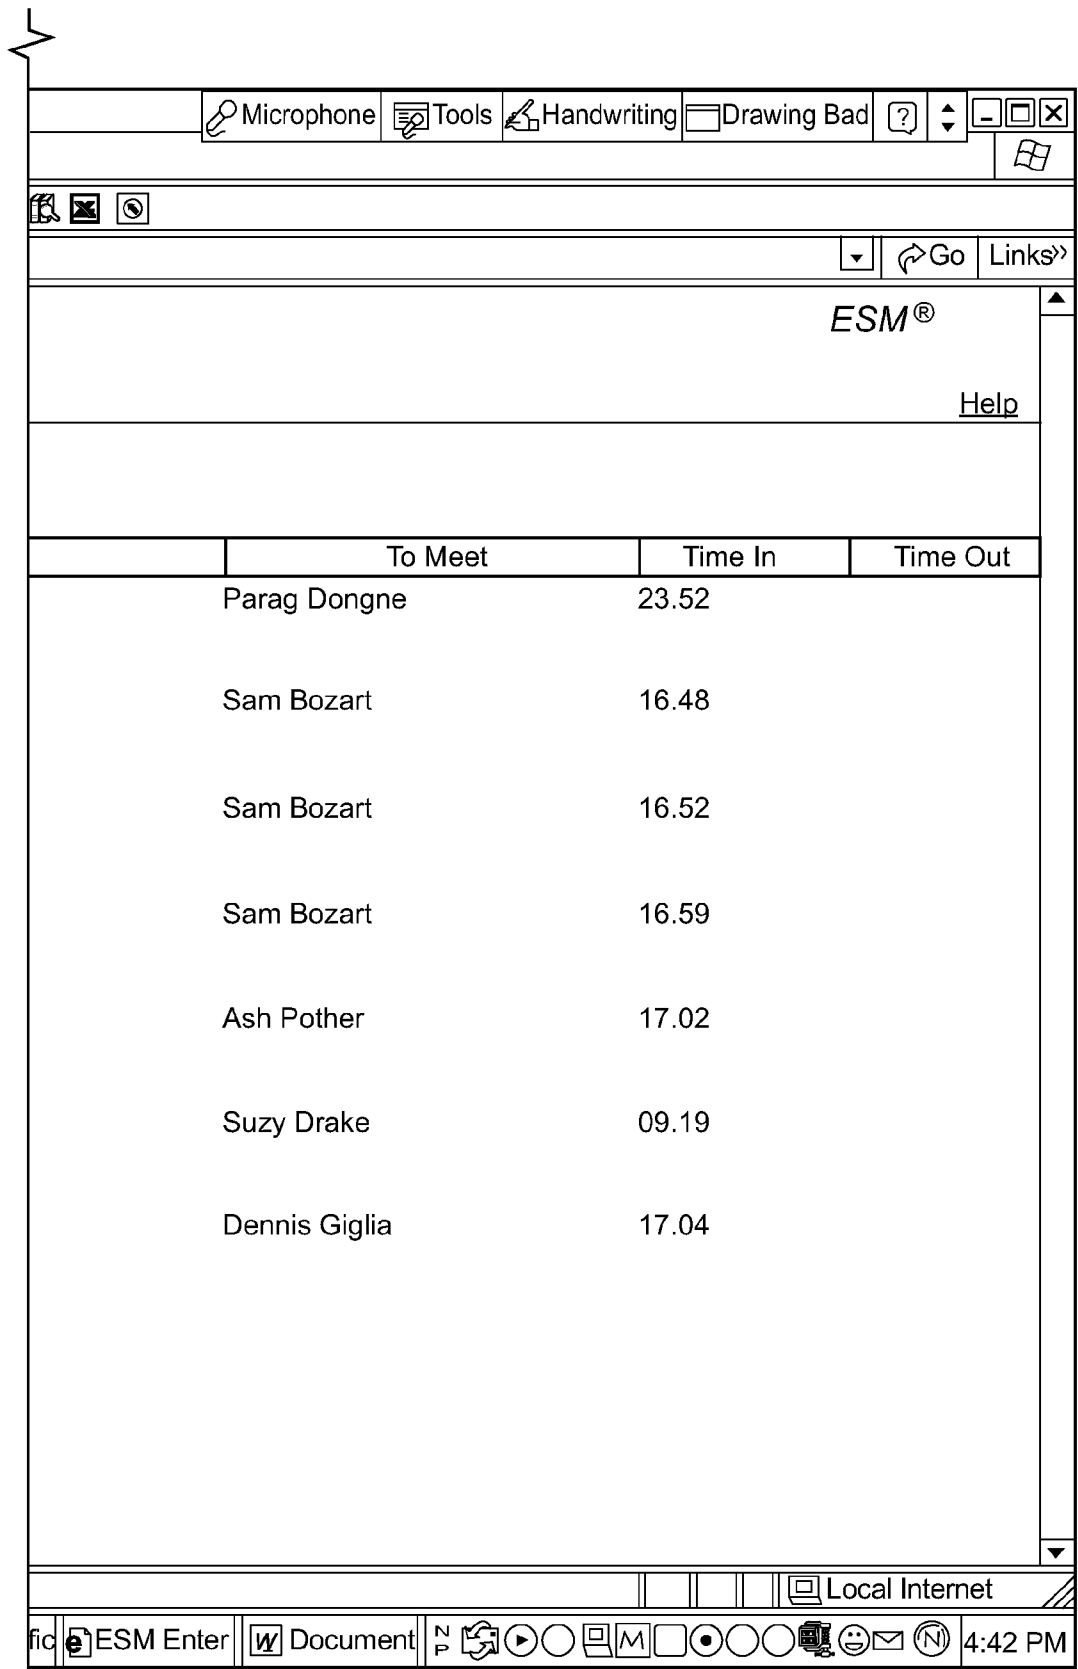 Microphone Tools Handwriting Drawing Bad ?
Go Links»
ESM®
Help
To Meet Time In Time Out
Parag Dongne 23.52
Sam Bozart 16.48
Sam Bozart 16.52
Sam Bozart 16.59
Ash Pother 17.02
Suzy Drake 09.19
Dennis Giglia 17.04
Local Internet
fic e ESM Enter W Document N P M N 4:42 PM